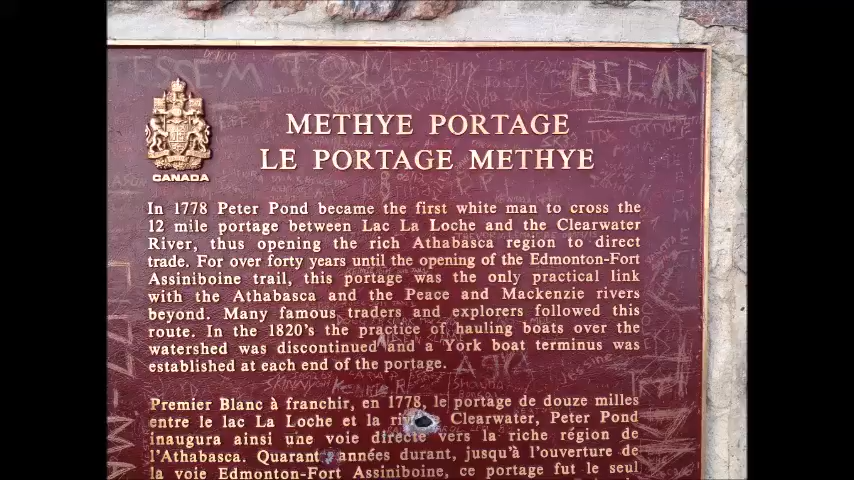 OSCAR
CANADA
METHYE PORTAGE
LE PORTAGE METHYE
In 1778 Peter Pond became the first white man to cross the
12 mile portage between Lac La Loche and the Clearwater
River, thus opening the rich Athabasca region to direct
trade. For over forty years until the opening of the Edmonton-Fort
Assiniboine trail, this portage was the only practical link
with the Athabasca and the Peace and Mackenzie rivers
beyond. Many famous traders and explorers followed this
route. In the 1820's the practice of hauling boats over the
watershed was discontinued and a York boat terminus was
established at each end of the portage.
Jessine
Premier Blanc à franchir, en 1778, le portage de douze milles
entre le lac La Loche et la Clearwater, Peter Pond
inaugura ainsi une voie directe vers la riche région de
l'Athabasca. Quarante années durant, jusqu'à l'ouverture de
la voie Edmonton-Fort Assiniboine, ce portage fut le seul